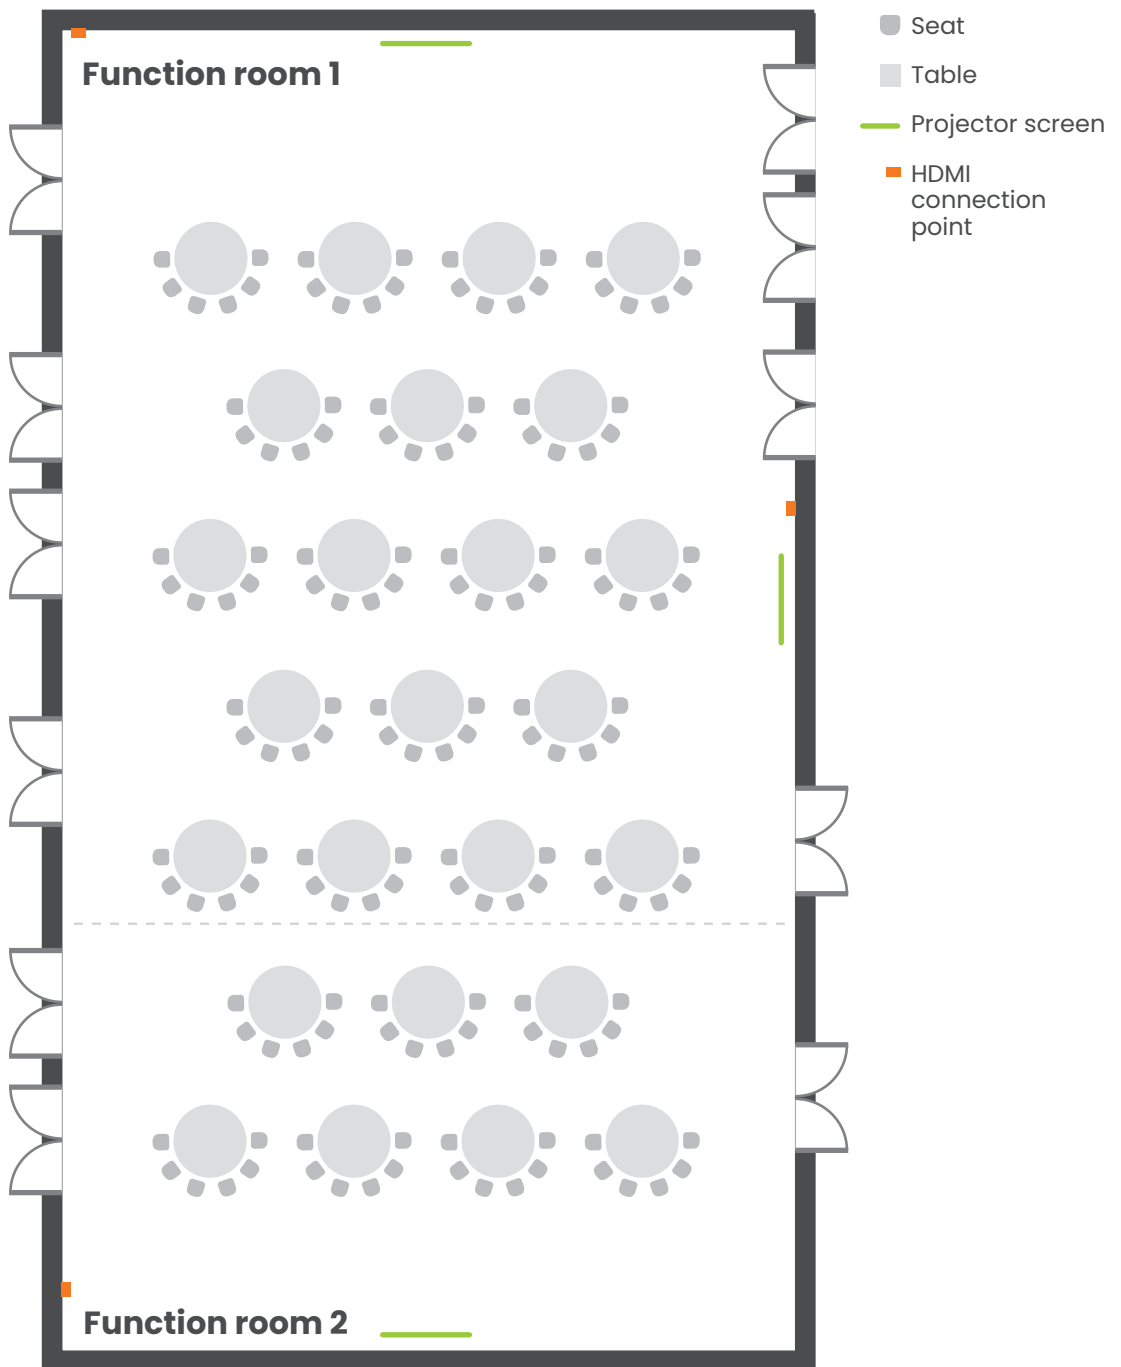 Function room 1
Seat
Table
Projector screen
HDMI
connection
point
Function room 2